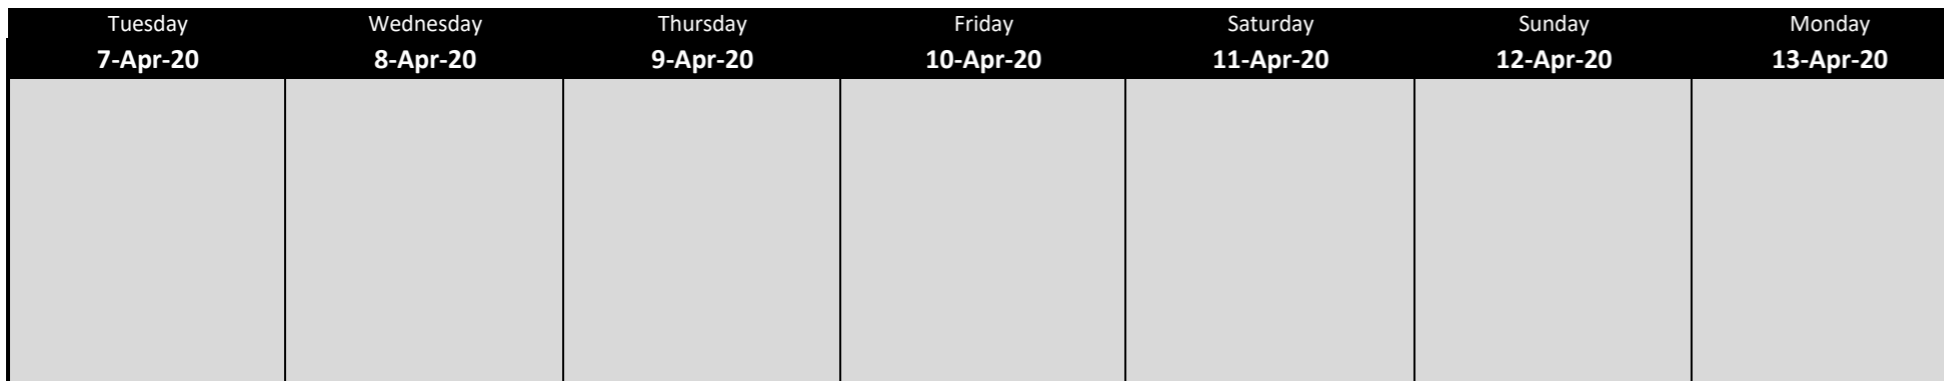 Tuesday Wednesday Thursday Friday Saturday Sunday Monday
7-Apr-20 8-Apr-20 9-Apr-20 10-Apr-20 11-Apr-20 12-Apr-20 13-Apr-20